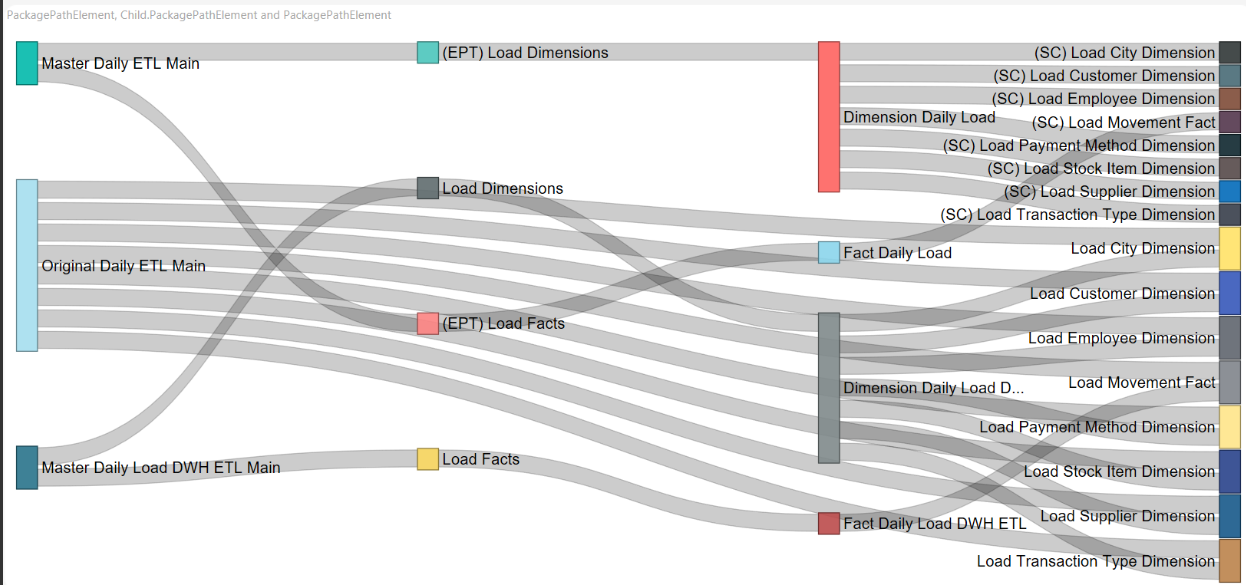 PackagePathElement, Child.PackagePathElement and PackagePathElement
Master Daily ETL Main
(EPT) Load Dimensions
(SC) Load City Dimension
(SC) Load Customer Dimension
(SC) Load Employee Dimension
Dimension Daily Load
(SC) Load Movement Fact
(SC) Load Payment Method Dimension
(SC) Load Stock Item Dimension
Load Dimensions
(SC) Load Supplier Dimension
(SC) Load Transaction Type Dimension
Load City Dimension
Fact Daily Load
Original Daily ETL Main
Load Customer Dimension
(EPT) Load Facts
Load Employee Dimension
Load Movement Fact
Dimension Daily Load D...
Load Payment Method Dimension
Load Facts
Master Daily Load DWH ETL Main
Load Stock Item Dimension
Load Supplier Dimension
Fact Daily Load DWH ETL
Load Transaction Type Dimension